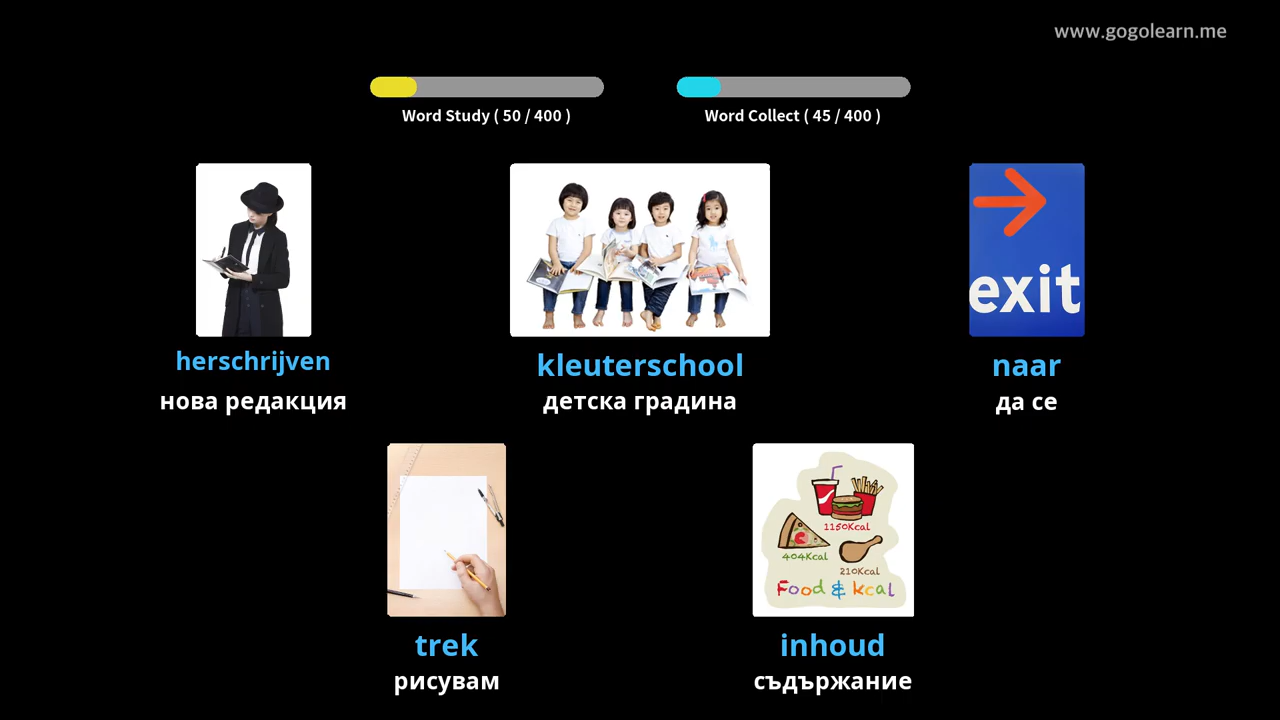 www.gogolearn.me
Word Study ( 50 / 400 )
Word Collect ( 45 / 400 )
exit
herschrijven
нова редакция
kleuterschool
детска градина
naar
да се
1150Kcal
404Kcal
210Kcal
Food & kcal
trek
рисувам
inhoud
съдържание